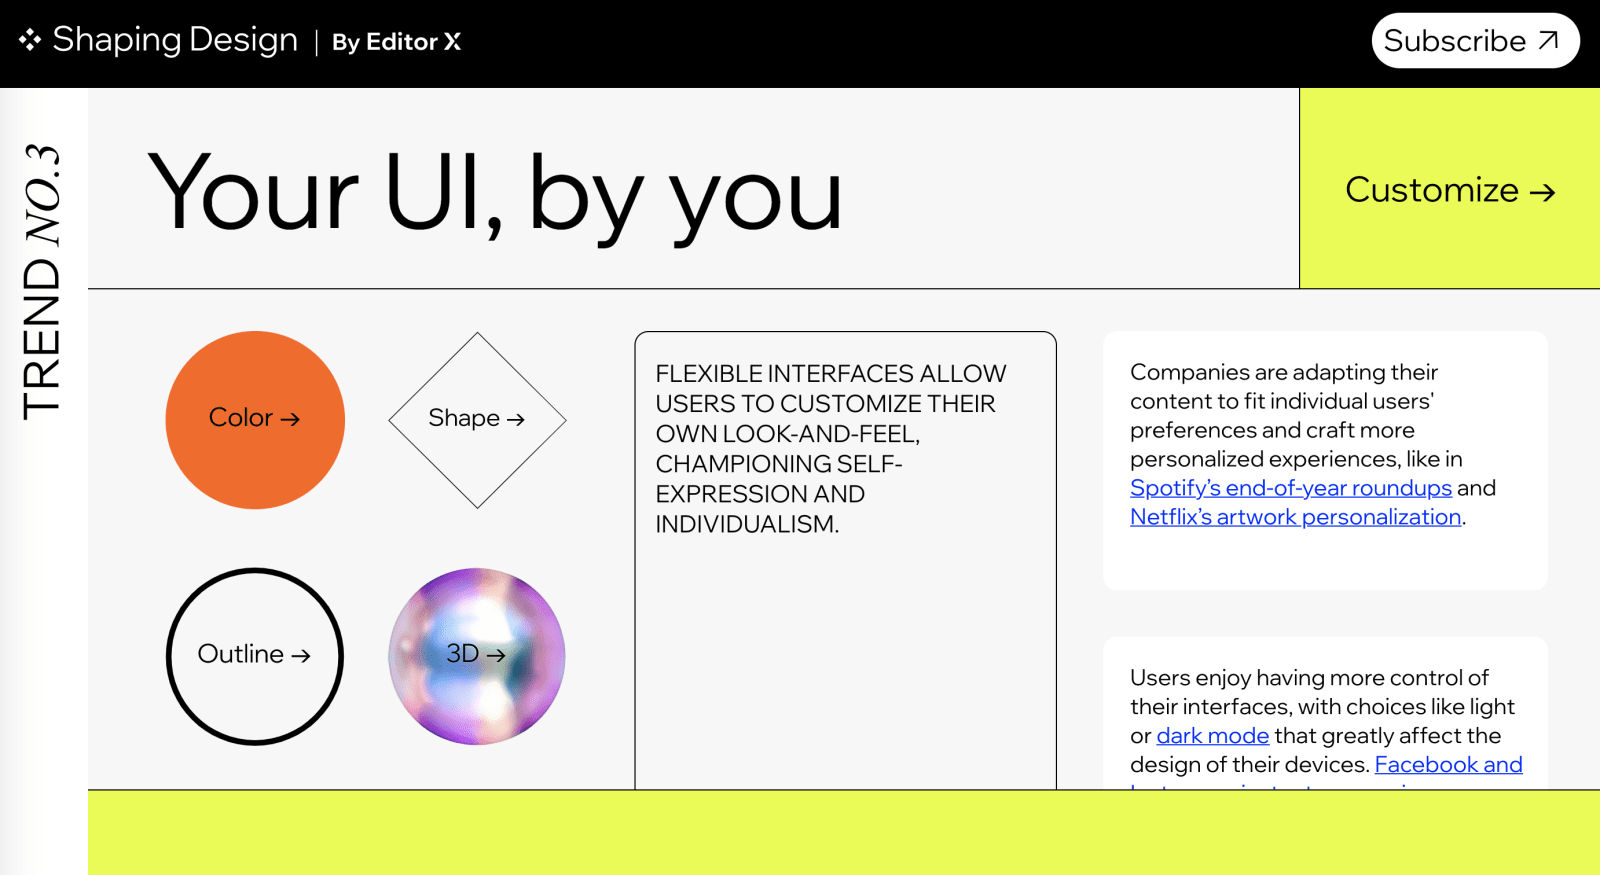 Shaping Design | By Editor X
Subscribe ↗
TREND NO.3
Your UI, by you
Customize →
Color →
Shape →
Outline →
3D →
FLEXIBLE INTERFACES ALLOW
USERS TO CUSTOMIZE THEIR
OWN LOOK-AND-FEEL,
CHAMPIONING SELF-
EXPRESSION AND
INDIVIDUALISM.
Companies are adapting their
content to fit individual users'
preferences and craft more
personalized experiences, like in
Spotify’s end-of-year roundups and
Netflix’s artwork personalization.
Users enjoy having more control of
their interfaces, with choices like light
or dark mode that greatly affect the
design of their devices. Facebook and